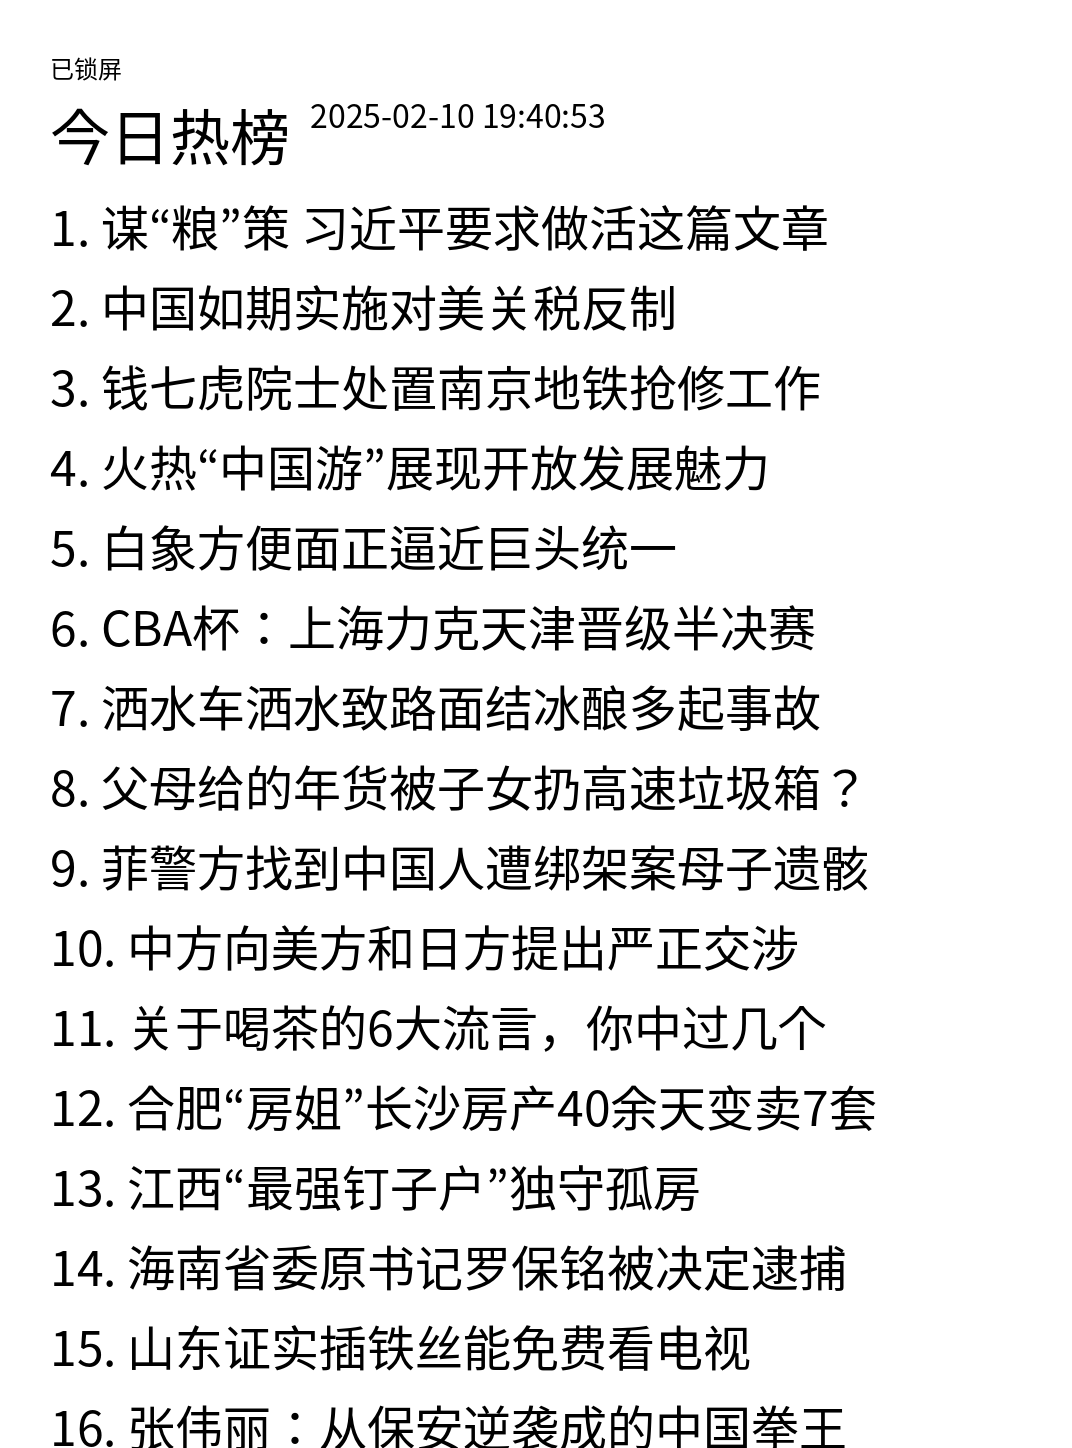 已锁屏
今日热榜 2025-02-10 19:40:53
1. 谋“粮”策 习近平要求做活这篇文章
2. 中国如期实施对美关税反制
3. 钱七虎院士处置南京地铁抢修工作
4. 火热“中国游”展现开放发展魅力
5. 白象方便面正逼近巨头统一
6. CBA杯：上海力克天津晋级半决赛
7. 洒水车洒水致路面结冰酿多起事故
8. 父母给的年货被子女扔高速垃圾箱？
9. 菲警方找到中国人遭绑架案母子遗骸
10. 中方向美方和日方提出严正交涉
11. 关于喝茶的6大流言，你中过几个
12. 合肥“房姐”长沙房产40余天变卖7套
13. 江西“最强钉子户”独守孤房
14. 海南省委原书记罗保铭被决定逮捕
15. 山东证实插铁丝能免费看电视
16. 张伟丽：从保安逆袭成的中国拳王